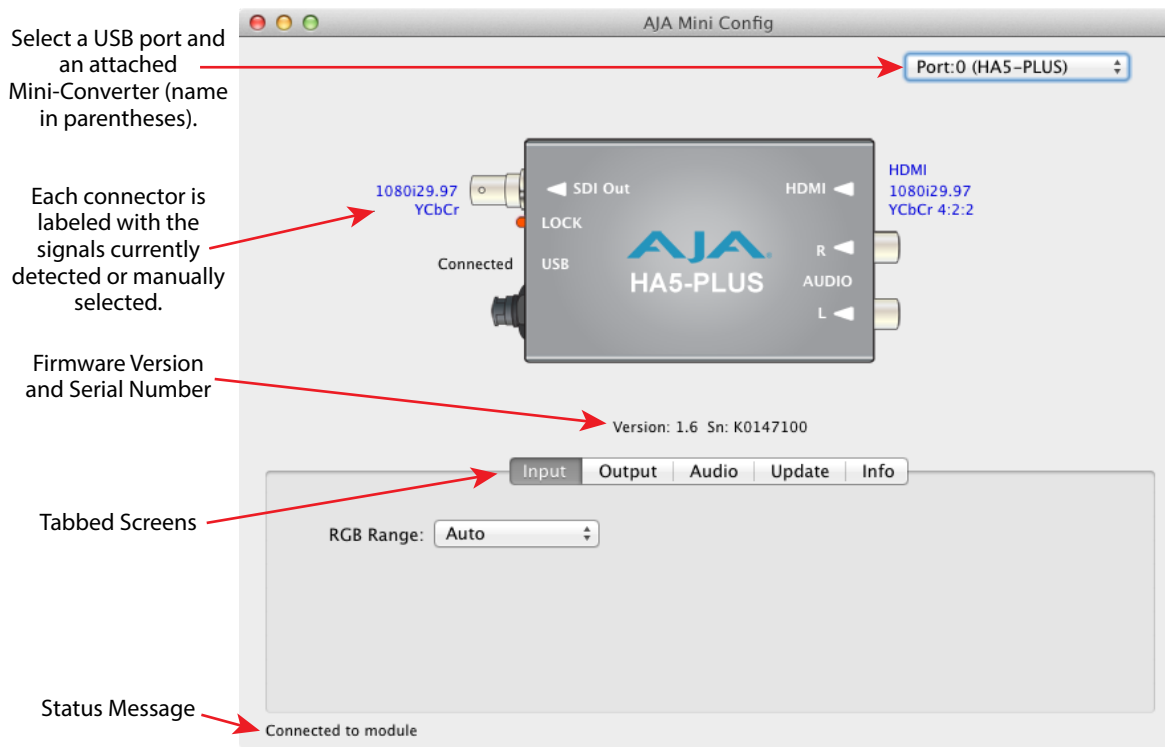 AJA Mini Config
Select a USB port and
an attached
Mini-Converter (name
in parentheses).
Port:0 (HA5-PLUS)
Each connector is
labeled with the
signals currently
detected or manually
selected.
1080i29.97
YCbCr
Connected
SDI Out
LOCK
USB
AJA
HA5-PLUS
HDMI
R
AUDIO
L
HDMI
1080i29.97
YCbCr 4:2:2
Firmware Version
and Serial Number
Version: 1.6 Sn: K0147100
Input Output Audio Update Info
Tabbed Screens
RGB Range: Auto
Status Message
Connected to module